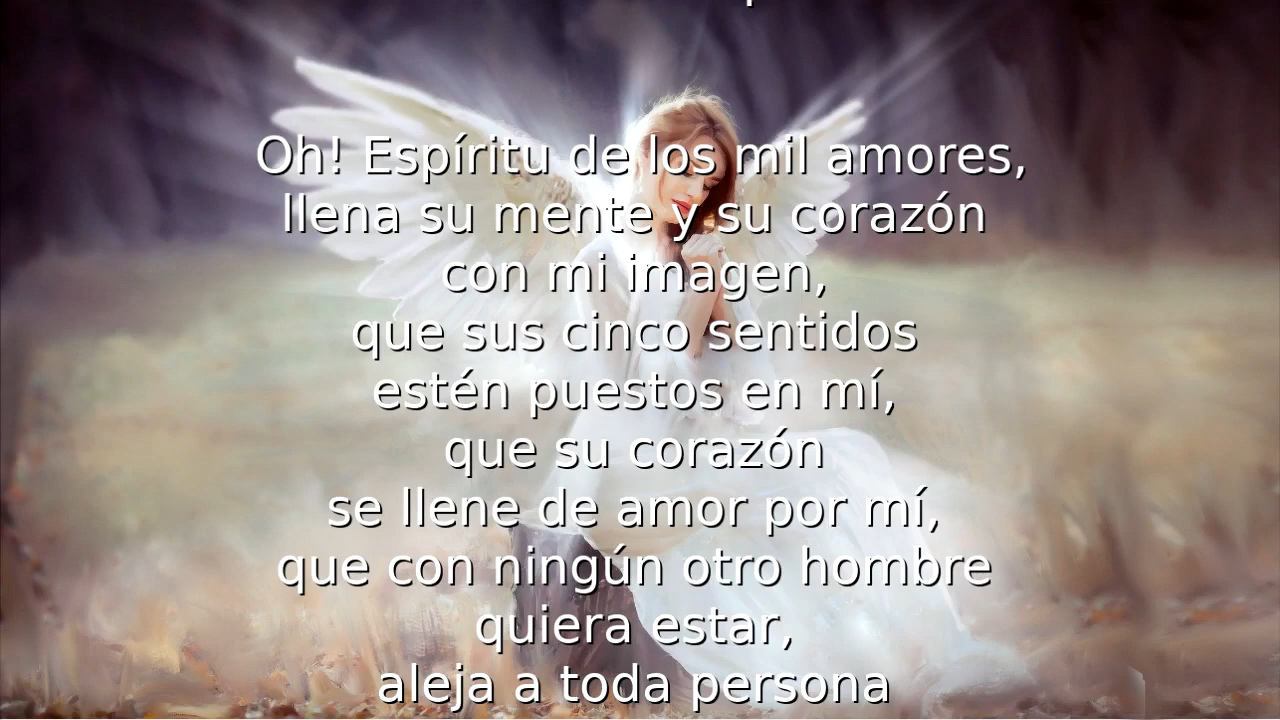 Oh! Espíritu de los mil amores,
llena su mente y su corazón
con mi imagen,
que sus cinco sentidos
estén puestos en mí,
que su corazón
se llene de amor por mí,
que con ningún otro hombre
quiera estar,
aleja a toda persona